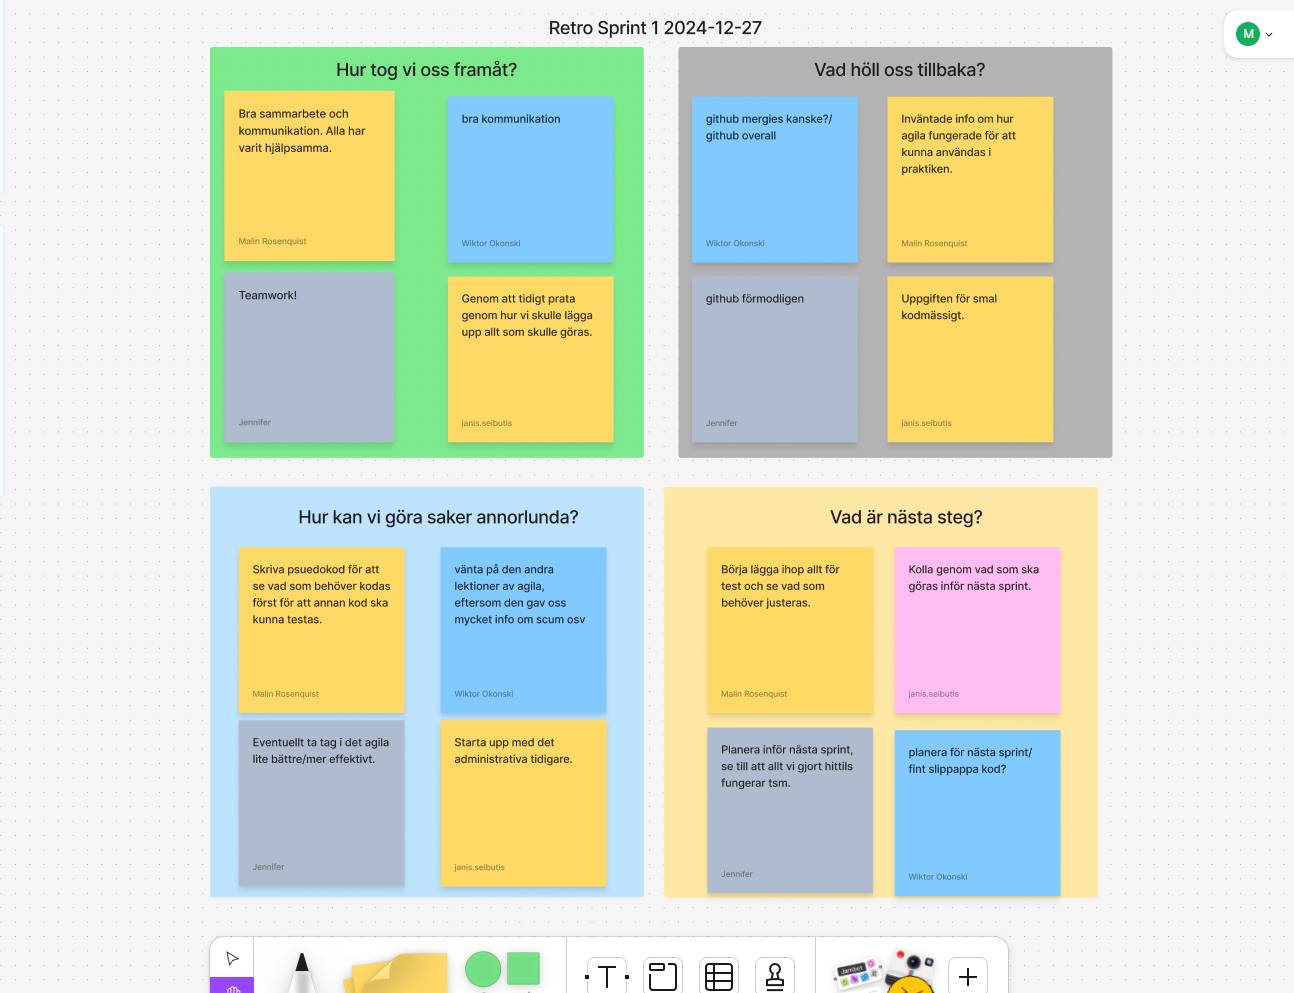 Retro Sprint 1 2024-12-27
M
Hur tog vi oss framåt?
Bra sammarbete och
kommunikation. Alla har
varit hjälpsamma.
Malin Rosenquist
bra kommunikation
Wiktor Okonski
Teamwork!
Jennifer
Genom att tidigt prata
genom hur vi skulle lägga
upp allt som skulle göras.
janis.seibutis
Vad höll oss tillbaka?
github mergies kanske?/
github overall
Wiktor Okonski
Inväntade info om hur
agila fungerade för att
kunna användas i
praktiken.
Malin Rosenquist
github förmodligen
Jennifer
Uppgiften för smal
kodmässigt.
janis.seibutis
Hur kan vi göra saker annorlunda?
Skriva psuedokod för att
se vad som behöver kodas
först för att annan kod ska
kunna testas.
Malin Rosenquist
vänta på den andra
lektioner av agila,
eftersom den gav oss
mycket info om scum osv
Wiktor Okonski
Eventuellt ta tag i det agila
lite bättre/mer effektivt.
Jennifer
Starta upp med det
administrativa tidigare.
janis.seibutis
Vad är nästa steg?
Börja lägga ihop allt för
test och se vad som
behöver justeras.
Malin Rosenquist
Kolla genom vad som ska
göras inför nästa sprint.
janis.seibutis
Planera inför nästa sprint,
se till att allt vi gjort hittils
fungerar tsm.
Jennifer
planera för nästa sprint/
fint slippappa kod?
Wiktor Okonski
T
Jambot